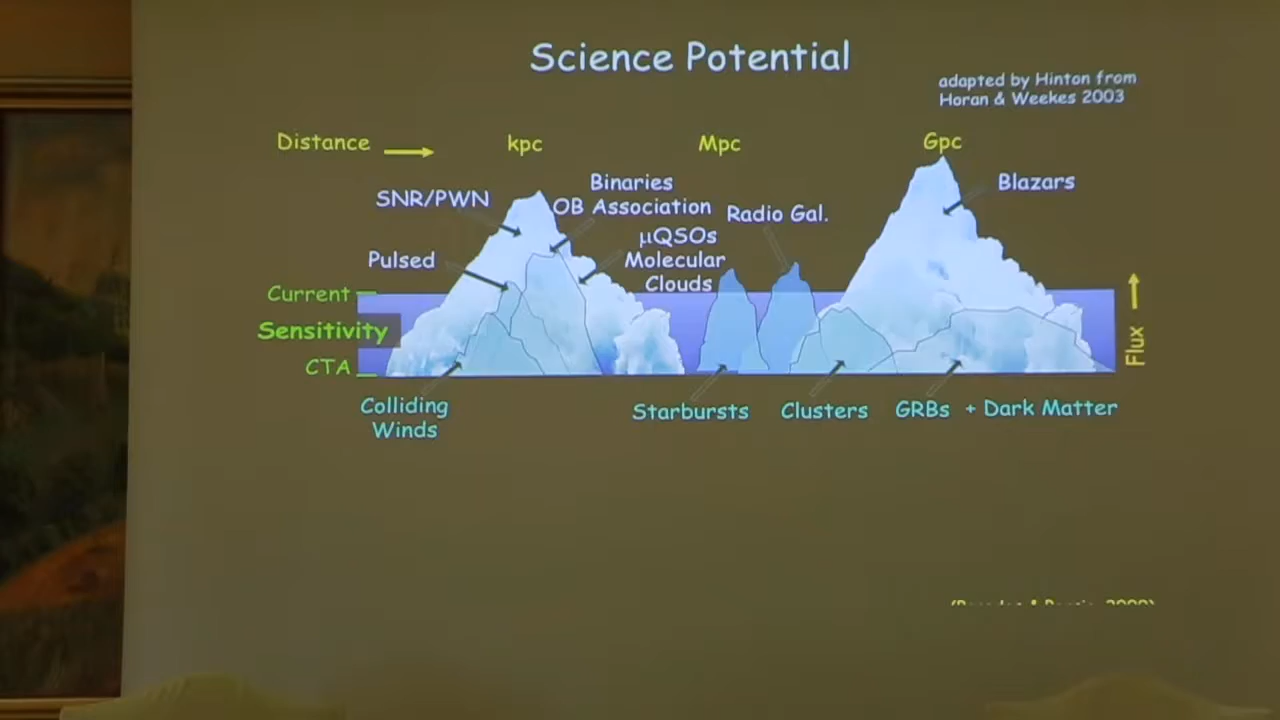 Science Potential
adapted by Hinton from
Horan & Weekes 2003
Distance
kpc
Mpc
Gpc
SNR/PWN
Binaries
OB Association
Radio Gal.
Blazars
μQSOs
Pulsed
Molecular
Clouds
Current
Sensitivity
CTA
Flux
Colliding
Winds
Starbursts
Clusters
GRBs
+ Dark Matter